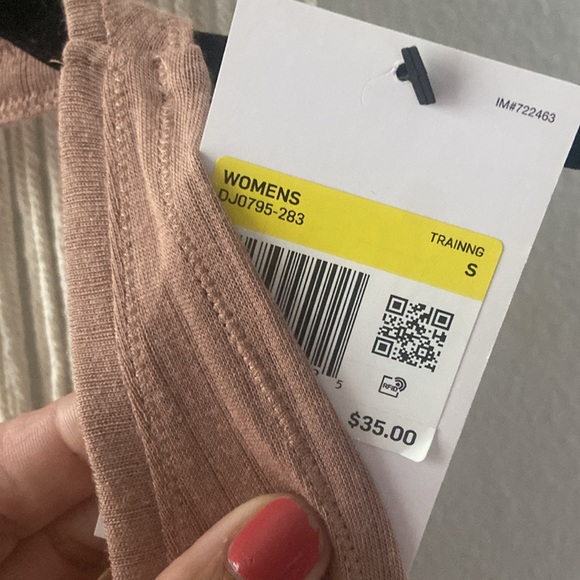 IM#722463
WOMENS
DJ0795-283
TRAINNG
S
5
RFID
$35.00